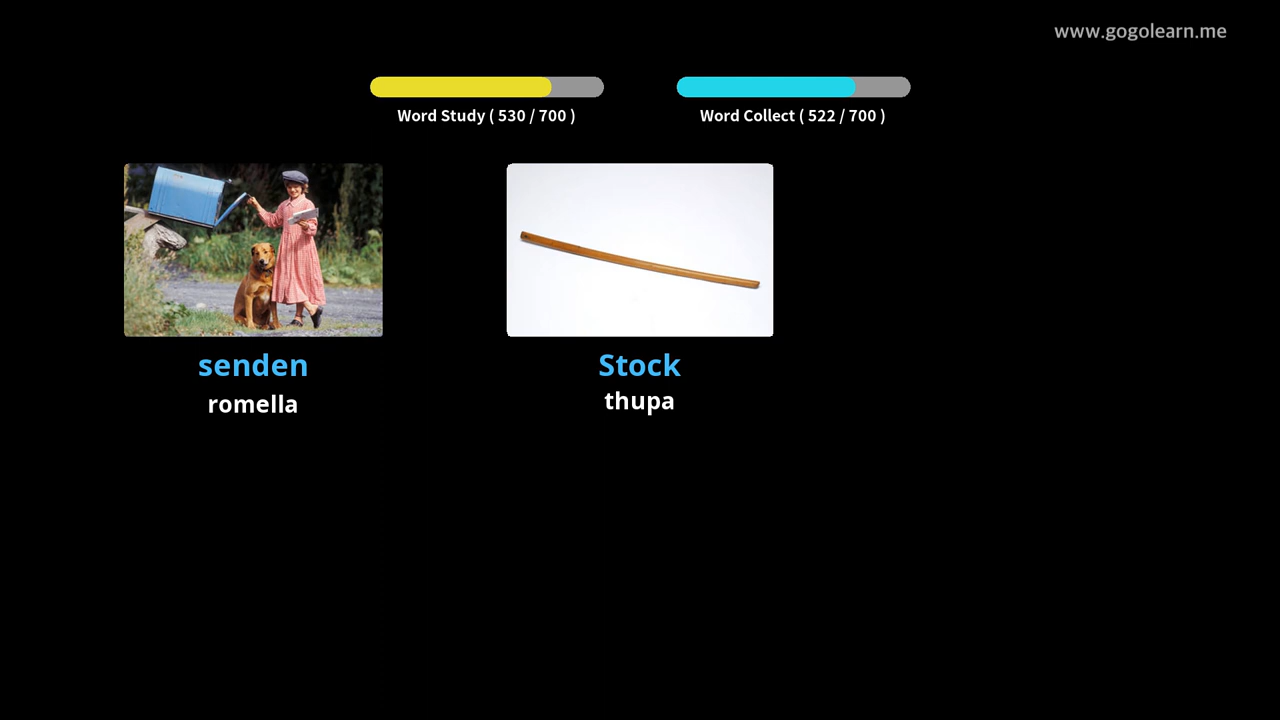 www.gogolearn.me
Word Study ( 530 / 700 )
Word Collect ( 522 / 700 )
senden
romella
Stock
thupa